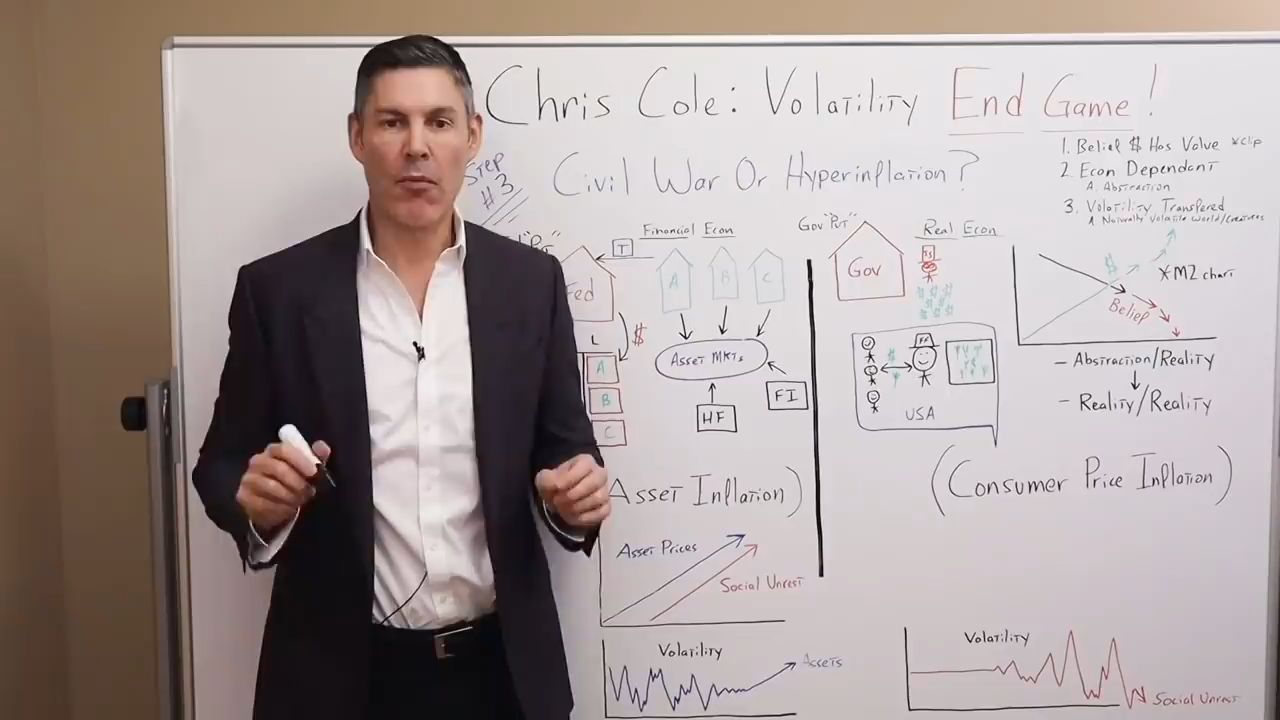 Chris Cole: Volatility End Game!
STEP #3
Civil War Or Hyperinflation?
1. Belief $ Has Value *clip
2. Econ Dependant
A. Abstraction
3. Volatility Transfered
A Naturally Volatile World/Creatures
Financial Econ
T
Fed
A
B
C
$
L
A
B
C
Asset MKTs
HF
FI
Asset Inflation)
Asset Prices
Social Unrest
Volatility
Assets
Gov "Put"
Gov
Real Econ
$
USA
$
Belief
*M2 chart
- Abstraction/Reality
- Reality/Reality
(Consumer Price Inflation)
Volatility
Social Unrest